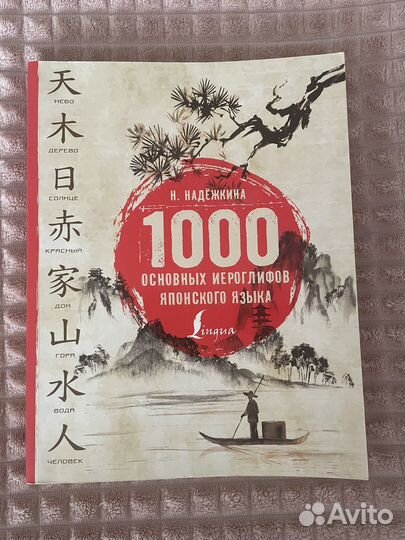 天
НЕБО
木
ДЕРЕВО
日
СОЛНЦЕ
赤
КРАСНЫЙ
家
ДОМ
山
ГОРА
水
ВОДА
人
ЧЕЛОВЕК
Н. НАДЁЖКИНА
1000
ОСНОВНЫХ ИЕРОГЛИФОВ
ЯПОНСКОГО ЯЗЫКА
Lingua
Avito